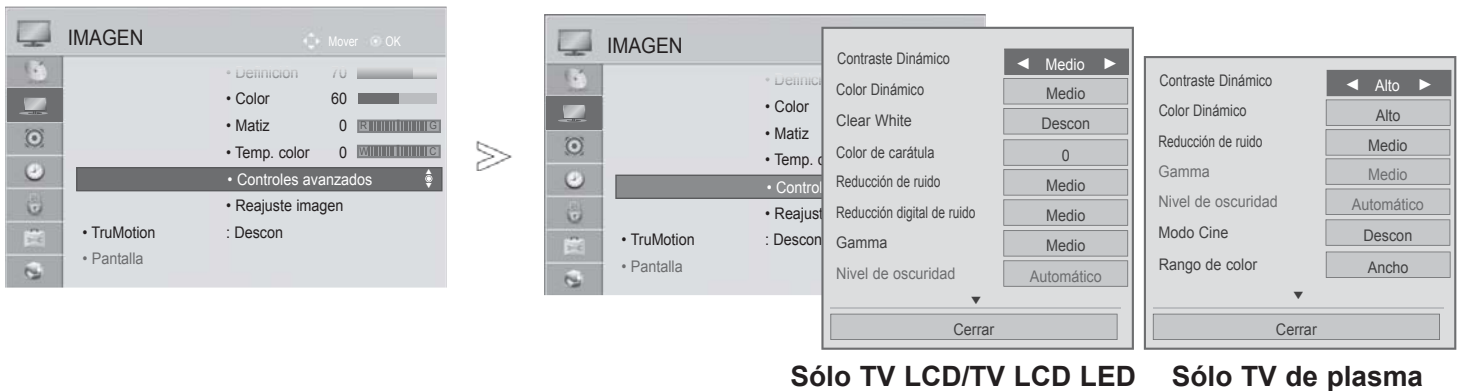 IMAGEN
Mover OK
• Definición 70
• Color 60
• Matiz 0 R G
• Temp. color 0 W C
• Controles avanzados
• Reajuste imagen
• TruMotion : Descon
• Pantalla
IMAGEN
• Definici
• Color
• Matiz
• Temp. c
• Control
• Reajust
• TruMotion : Descon
• Pantalla
Contraste Dinámico ◀ Medio ▶
Color Dinámico Medio
Clear White Descon
Color de carátula 0
Reducción de ruido Medio
Reducción digital de ruido Medio
Gamma Medio
Nivel de oscuridad Automático
▼
Cerrar
Contraste Dinámico ◀ Alto ▶
Color Dinámico Alto
Reducción de ruido Medio
Gamma Medio
Nivel de oscuridad Automático
Modo Cine Descon
Rango de color Ancho
▼
Cerrar
Sólo TV LCD/TV LCD LED
Sólo TV de plasma